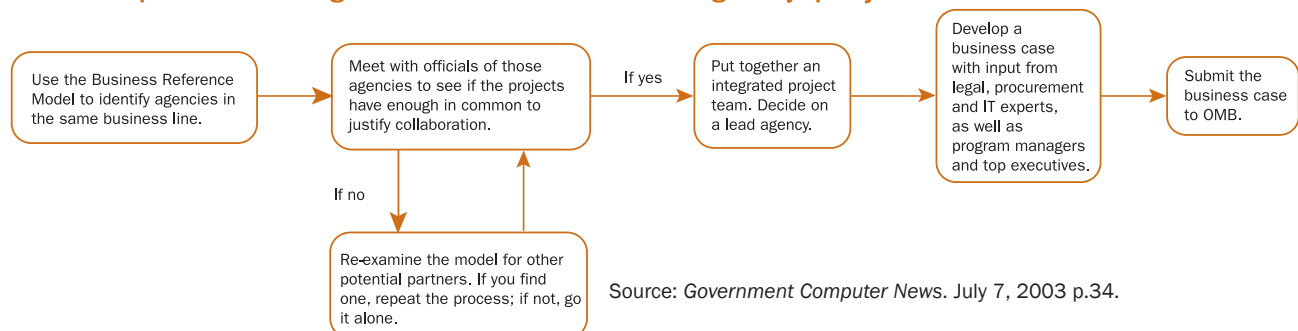 Use the Business Reference
Model to identify agencies in
the same business line.
Meet with officials of those
agencies to see if the projects
have enough in common to
justify collaboration.
If yes
Put together an
integrated project
team. Decide on
a lead agency.
Develop a
business case
with input from
legal, procurement
and IT experts,
as well as
program managers
and top executives.
Submit the
business case
to OMB.
If no
Re-examine the model for other
potential partners. If you find
one, repeat the process; if not, go
it alone.
Source: Government Computer News. July 7, 2003 p.34.